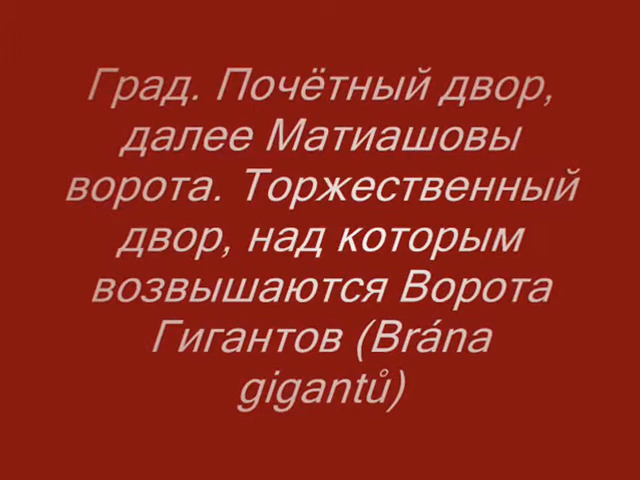 Град. Почётный двор,
далее Матиашовы
ворота. Торжественный
двор, над которым
возвышаются Ворота
Гигантов (Brána
gigantů)